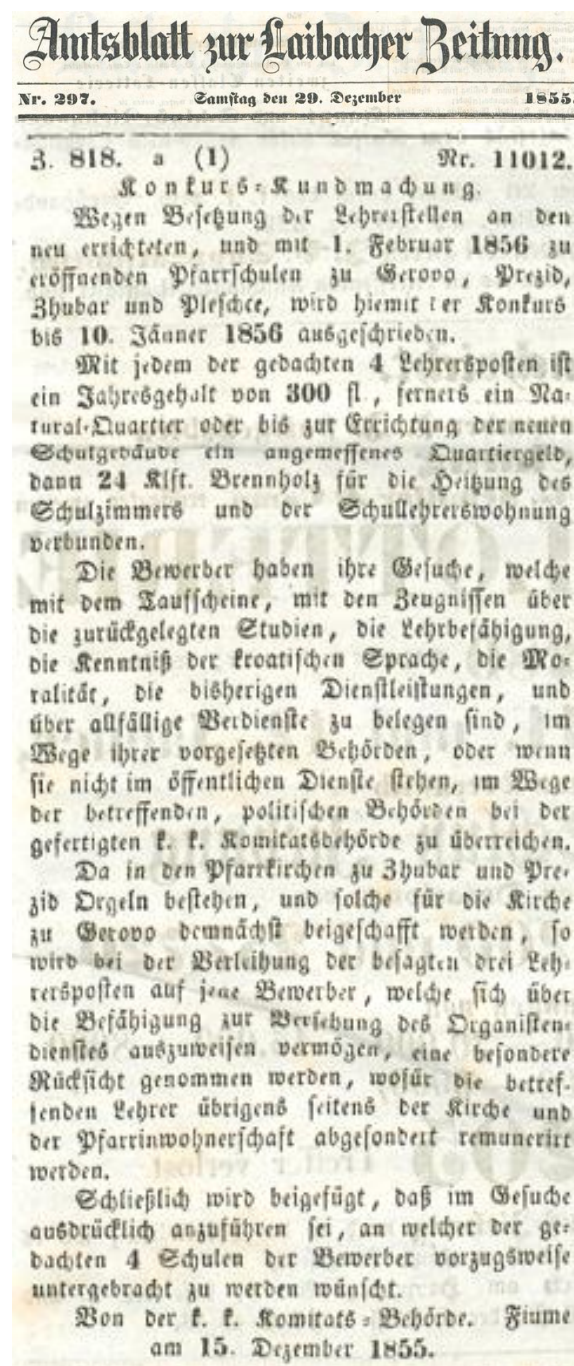 Amtsblatt zur Laibacher Zeitung.
Nr. 297. Samstag den 29. Dezember 1855.
Z. 818. a (1) Nr. 11012.
Konkurs-Kundmachung.
Wegen Besetzung der Lehrerstellen an den
neu errichteten, und mit 1. Februar 1856 zu
eröffnenden Pfarrschulen zu Gerovo, Prezid,
Zhubar und Pleschce, wird hiemit der Konkurs
bis 10. Jänner 1856 ausgeschrieben.
Mit jedem der gedachten 4 Lehrersposten ist
ein Jahresgehalt von 300 fl, ferners ein Na-
tural-Quartier oder bis zur Errichtung der neuen
Schulgebäude ein angemessenes Quartiergeld,
dann 24 Klft. Brennholz für die Heitzung des
Schulzimmers und der Schullehrerswohnung
verbunden.
Die Bewerber haben ihre Gesuche, welche
mit dem Taufscheine, mit den Zeugnissen über
die zurückgelegten Studien, die Lehrbefähigung,
die Kenntniß der kroatischen Sprache, die Mo-
ralität, die bisherigen Dienstleistungen, und
über allfällige Verdienste zu belegen sind, im
Wege ihrer vorgesetzten Behörden, oder wenn
sie nicht im öffentlichen Dienste stehen, im Wege
der betreffenden, politischen Behörden bei der
gefertigten k. k. Komitatsbehörde zu überreichen.
Da in den Pfarrkirchen zu Zhubar und Pre-
zid Orgeln bestehen, und solche für die Kirche
zu Gerovo demnächst beigeschafft werden, so
wird bei der Verleihung der besagten drei Leh-
rersposten auf jene Bewerber, welche sich über
die Befähigung zur Versehung des Organisten-
dienstes auszuweisen vermögen, eine besondere
Rücksicht genommen werden, wofür die betref-
fenden Lehrer übrigens seitens der Kirche und
der Pfarrinwohnerschaft abgesondert remunerirt
werden.
Schließlich wird beigefügt, daß im Gesuche
ausdrücklich anzuführen sei, an welcher der ge-
dachten 4 Schulen der Bewerber vorzugsweise
untergebracht zu werden wünscht.
Von der k. k. Komitats-Behörde. Fiume
am 15. Dezember 1855.